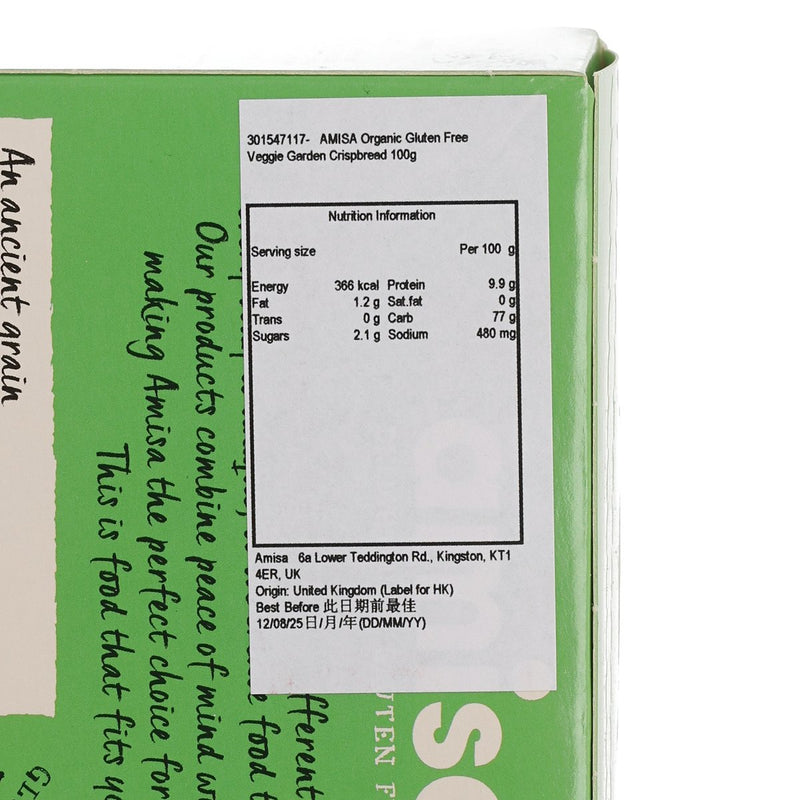 301547117- AMISA Organic Gluten Free
Veggie Garden Crispbread 100g
Nutrition Information
Serving size Per 100 g
Energy 366 kcal Protein 9.9 g
Fat 1.2 g Sat.fat 0 g
Trans 0 g Carb 77 g
Sugars 2.1 g Sodium 480 mg
Amisa 6a Lower Teddington Rd., Kingston, KT1
4ER, UK
Origin: United Kingdom (Label for HK)
Best Before 此日期前最佳
12/08/25日/月/年(DD/MM/YY)
An ancient grain
Our products combine peace of mind
making Amisa the perfect choice for
This is food that fits
food